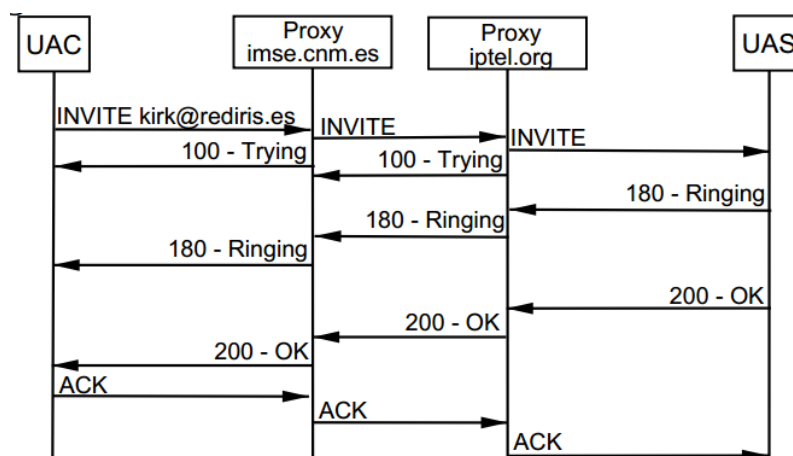 UAC
Proxy
imse.cnm.es
Proxy
iptel.org
UAS
INVITE kirk@rediris.es
INVITE
INVITE
100 - Trying
100 - Trying
180 - Ringing
180 - Ringing
180 - Ringing
200 - OK
200 - OK
200 - OK
ACK
ACK
ACK